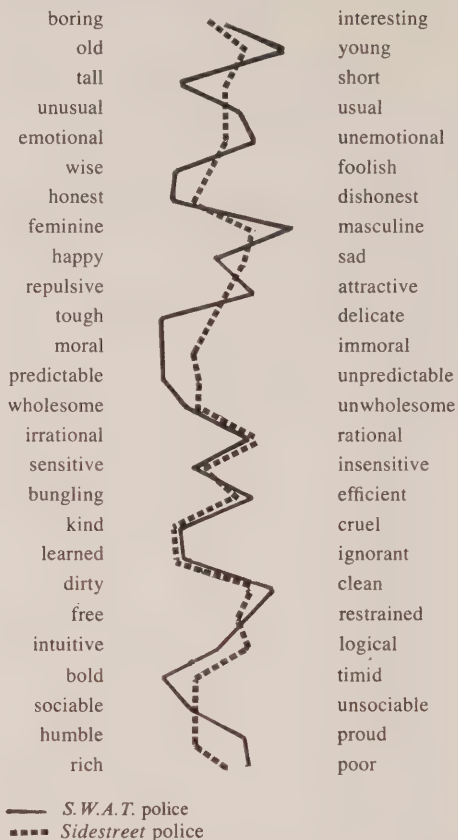 boring interesting
old young
tall short
unusual usual
emotional unemotional
wise foolish
honest dishonest
feminine masculine
happy sad
repulsive attractive
tough delicate
moral immoral
predictable unpredictable
wholesome unwholesome
irrational rational
sensitive insensitive
bungling efficient
kind cruel
learned ignorant
dirty clean
free restrained
intuitive logical
bold timid
sociable unsociable
humble proud
rich poor
S.W.A.T. police
Sidestreet police